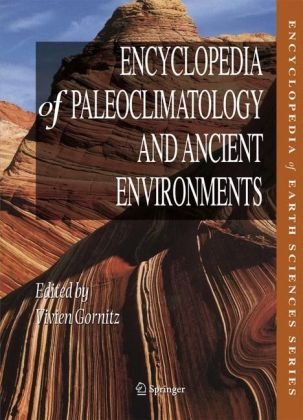 ENCYCLOPEDIA
of PALEOCLIMATOLOGY
AND ANCIENT
ENVIRONMENTS
Edited by
Vivien Gornitz
Springer
ENCYCLOPEDIA of EARTH SCIENCES SERIES